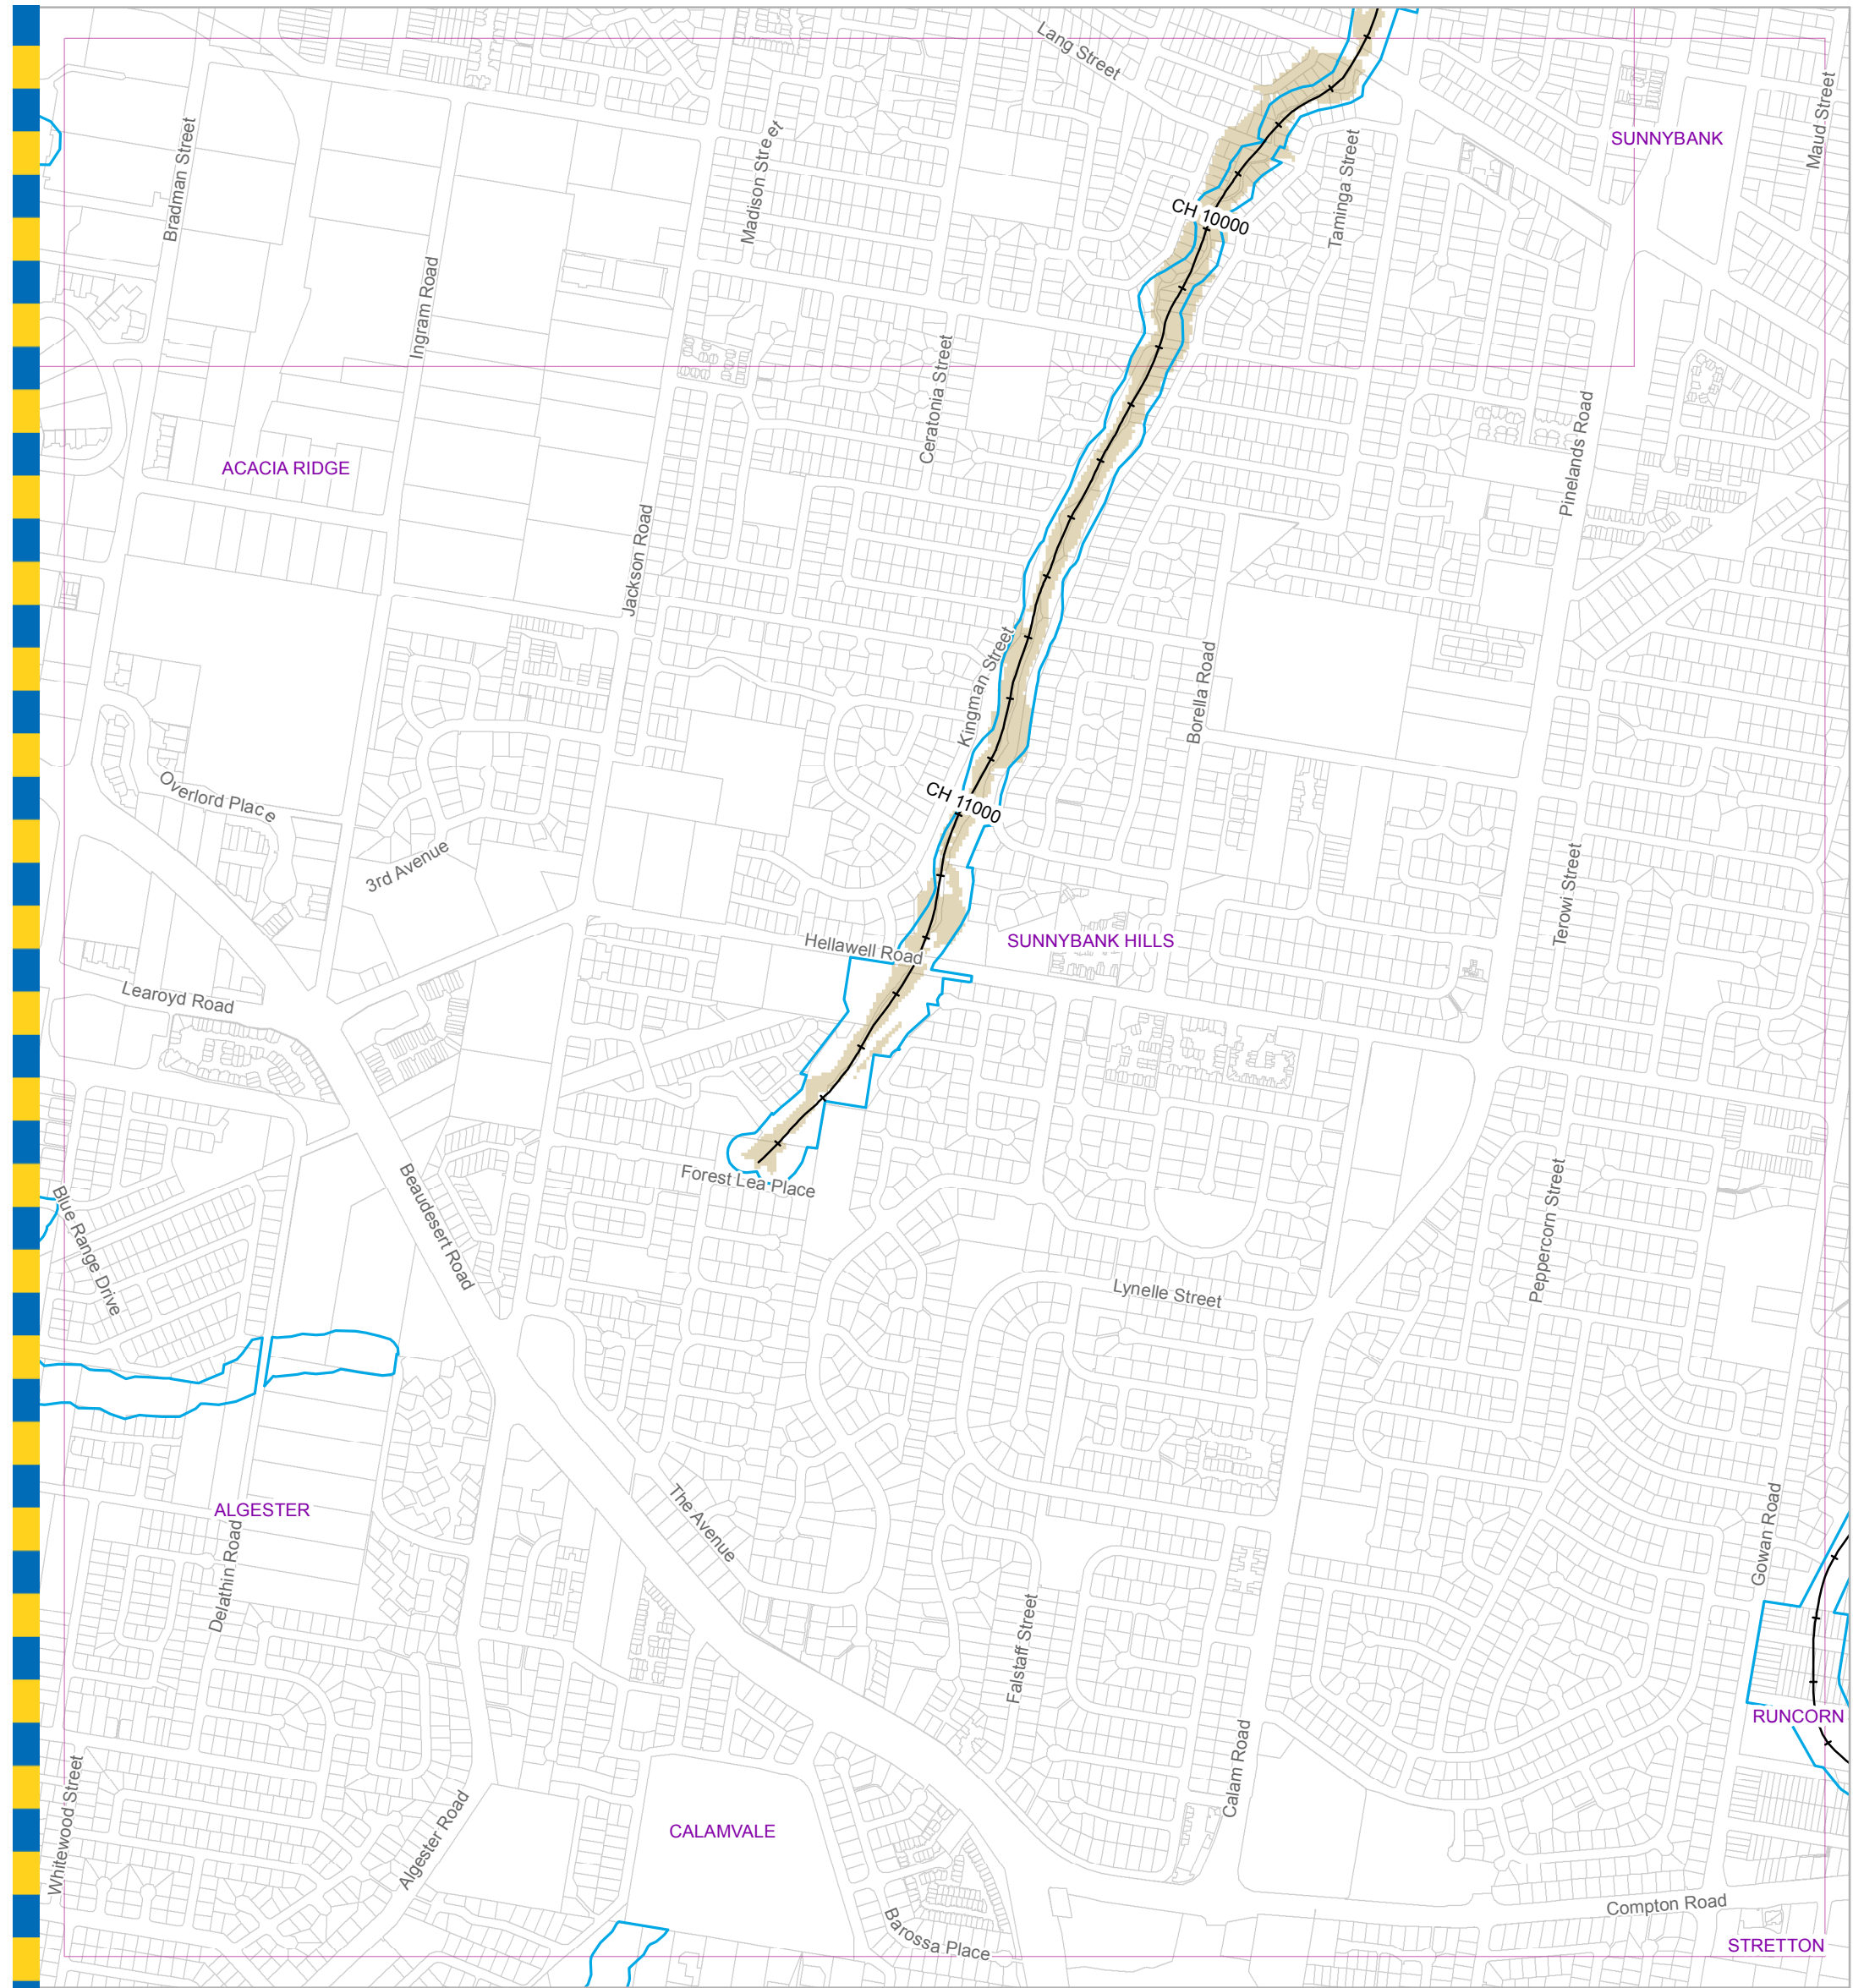 Lang Street
SUNNYBANK
Maud Street
Bradman Street
Madison Street
Taminga Street
CH 10000
Ingram Road
Ceratonia Street
Pinelands Road
ACACIA RIDGE
Jackson Road
Kingman Street
Borella Road
Overlord Place
CH 11000
3rd Avenue
Terowi Street
Hellawell Road
SUNNYBANK HILLS
Learoyd Road
Forest Lea Place
Blue Range Drive
Beaudesert Road
Peppercorn Street
Lynelle Street
ALGESTER
The Avenue
Gowan Road
Delathin Road
Falstaff Street
RUNCORN
Calam Road
Whitewood Street
Algester Road
CALAMVALE
Compton Road
Barossa Place
STRETTON